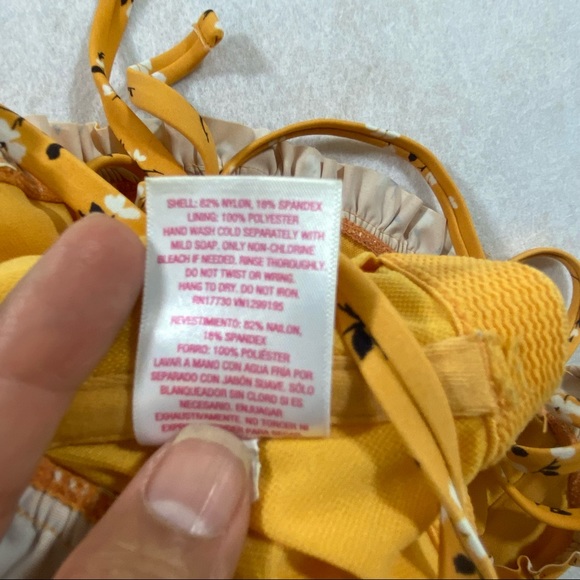 SHELL: 82% NYLON, 18% SPANDEX
LINING: 100% POLYESTER
HAND WASH COLD SEPARATELY WITH
MILD SOAP. ONLY NON-CHLORINE
BLEACH IF NEEDED. RINSE THOROUGHLY.
DO NOT TWIST OR WRING.
HANG TO DRY. DO NOT IRON.
RN17730 VN1299195
REVESTIMIENTO: 82% NAILON,
18% SPANDEX
FORRO: 100% POLIÉSTER
LAVAR A MANO CON AGUA FRÍA POR
SEPARADO CON JABÓN SUAVE. SÓLO
BLANQUEADOR SIN CLORO SI ES
NECESARIO. ENJUAGAR
EXHAUSTIVAMENTE. NO TORCER NI